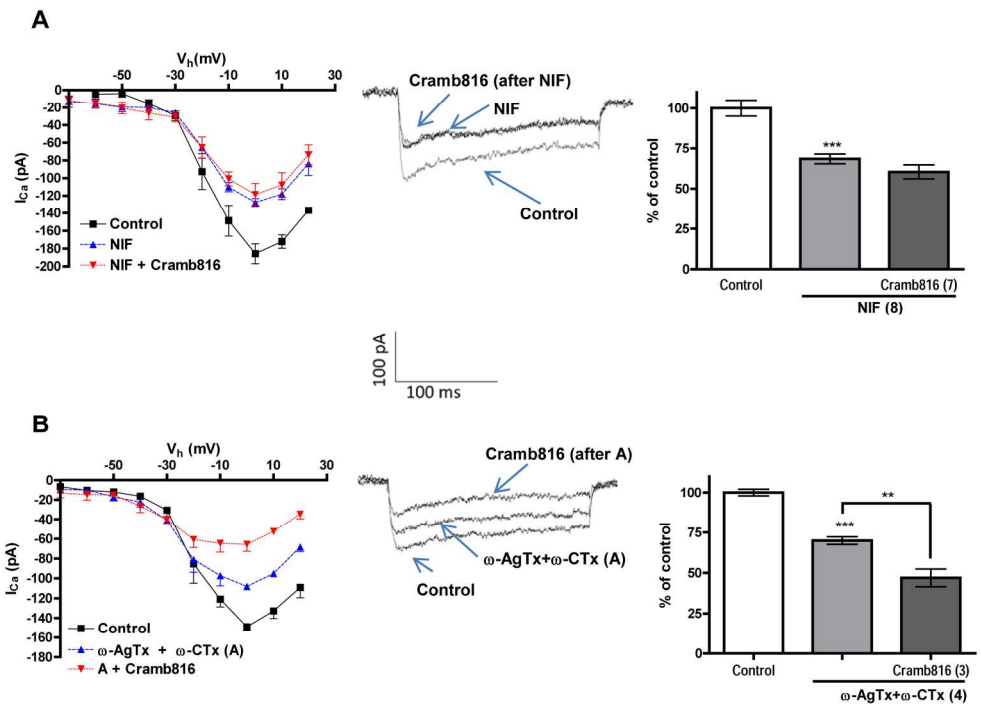 A
Vh(mV)
-50 -30 -10 10 30
0
-20
-40
-60
-80
-100
-120
-140
-160
-180
-200
ICa (pA)
Control
NIF
NIF + Cramb816
Cramb816 (after NIF)
NIF
Control
% of control
100
75
50
25
0
***
Control
Cramb816 (7)
NIF (8)
100 pA
100 ms
B
Vh (mV)
-50 -30 -10 10 30
0
-20
-40
-60
-80
-100
-120
-140
-160
-180
ICa (pA)
Control
ω-AgTx + ω-CTx (A)
A + Cramb816
Cramb816 (after A)
ω-AgTx+ω-CTx (A)
Control
% of control
100
75
50
25
0
***
**
Control
Cramb816 (3)
ω-AgTx+ω-CTx (4)